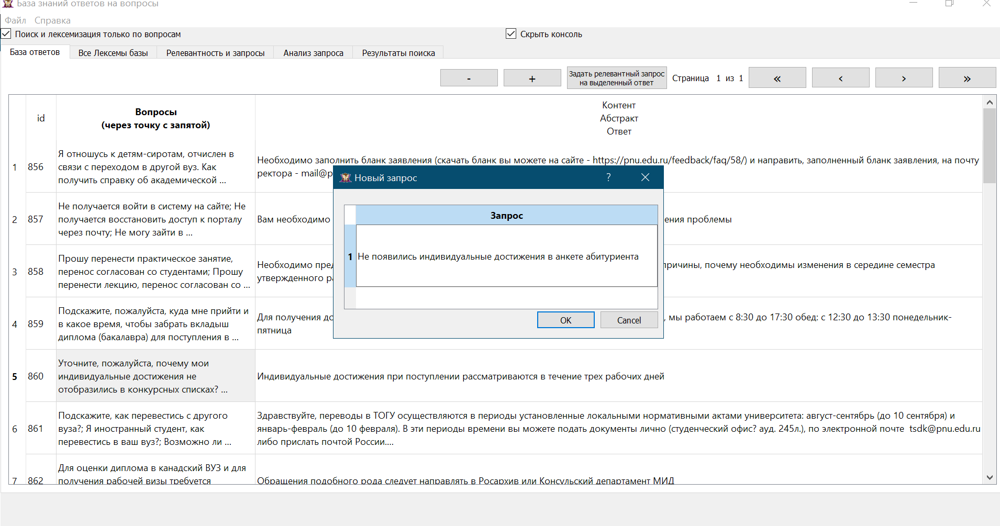 База знаний ответов на вопросы
Файл Справка
Поиск и лексемизация только по вопросам
Скрыть консоль
База ответов
Все Лексемы базы
Релевантность и запросы
Анализ запроса
Результаты поиска
-
+
Задать релевантный запрос
на выделенный ответ
Страница 1 из 1
«
‹
›
»
id
Вопросы
(через точку с запятой)
Контент
Абстракт
Ответ
1
856
Я отношусь к детям-сиротам, отчислен в
связи с переходом в другой вуз. Как
получить справку об академической ...
Необходимо заполнить бланк заявления (скачать бланк вы можете на сайте - https://pnu.edu.ru/feedback/faq/58/) и направить, заполненный бланк заявления, на почту
ректора - mail@p
2
857
Не получается войти в систему на сайте; Не
получается восстановить доступ к порталу
через почту; Не могу зайти в ...
Вам необходимо
ения проблемы
3
858
Прошу перенести практическое занятие,
перенос согласован со студентами; Прошу
перенести лекцию, перенос согласован со ...
Необходимо пред
причины, почему необходимы изменения в середине семестра
утвержденного ра
4
859
Подскажите, пожалуйста, куда мне прийти и
в какое время, чтобы забрать вкладыш
диплома (бакалавра) для поступления в ...
Для получения до
, мы работаем с 8:30 до 17:30 обед: с 12:30 до 13:30 понедельник-
пятница
5
860
Уточните, пожалуйста, почему мои
индивидуальные достижения не
отобразились в конкурсных списках? ...
Индивидуальные достижения при поступлении рассматриваются в течение трех рабочих дней
6
861
Подскажите, как перевестись с другого
вуза?; Я иностранный студент, как
перевестись в ваш вуз?; Возможно ли ...
Здравствуйте, переводы в ТОГУ осуществляются в периоды установленные локальными нормативными актами университета: август-сентябрь (до 10 сентября) и
январь-февраль (до 10 февраля). В эти периоды времени вы можете подать документы лично (студенческий офис? ауд. 245л.), по электронной почте tsdk@pnu.edu.ru
либо прислать почтой России....
7
862
Для оценки диплома в канадский ВУЗ и для
получения рабочей визы требуется
Обращения подобного рода следует направлять в Росархив или Консульский департамент МИД
Новый запрос
?
Запрос
1
Не появились индивидуальные достижения в анкете абитуриента
OK
Cancel